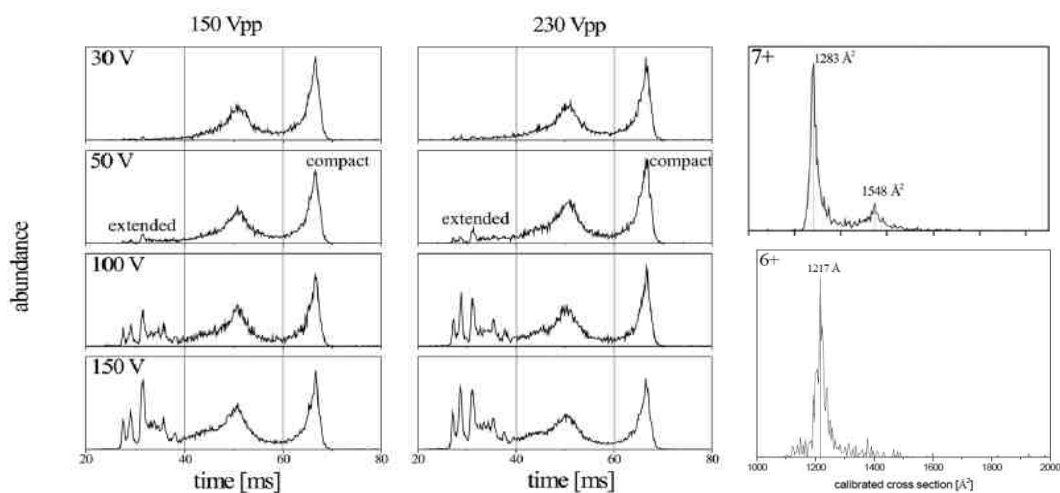 150 Vpp
230 Vpp
30 V
7+
1283 Å²
50 V
compact
compact
1548 Å²
extended
extended
abundance
6+
1217 Å
100 V
150 V
20 40 60 80
20 40 60 80
1000 1200 1400 1600 1800 2000
time [ms]
time [ms]
calibrated cross section [Å²]